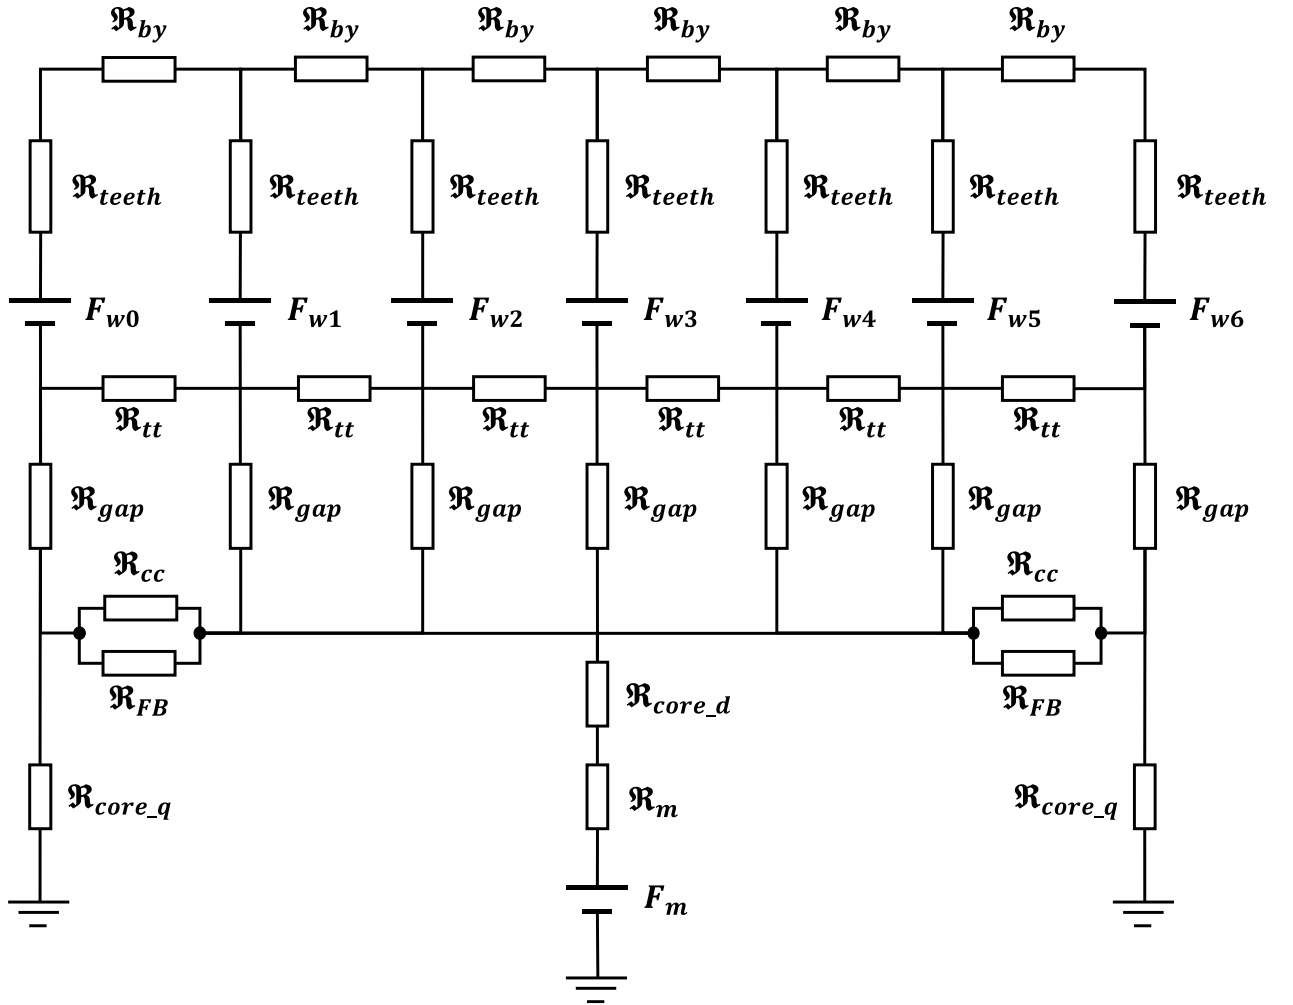 ℜby ℜby ℜby ℜby ℜby ℜby
ℜteeth ℜteeth ℜteeth ℜteeth ℜteeth ℜteeth ℜteeth
Fw0 Fw1 Fw2 Fw3 Fw4 Fw5 Fw6
ℜtt ℜtt ℜtt ℜtt ℜtt ℜtt
ℜgap ℜgap ℜgap ℜgap ℜgap ℜgap ℜgap
ℜcc ℜcc
ℜFB ℜcore_d ℜFB
ℜcore_q ℜm ℜcore_q
Fm